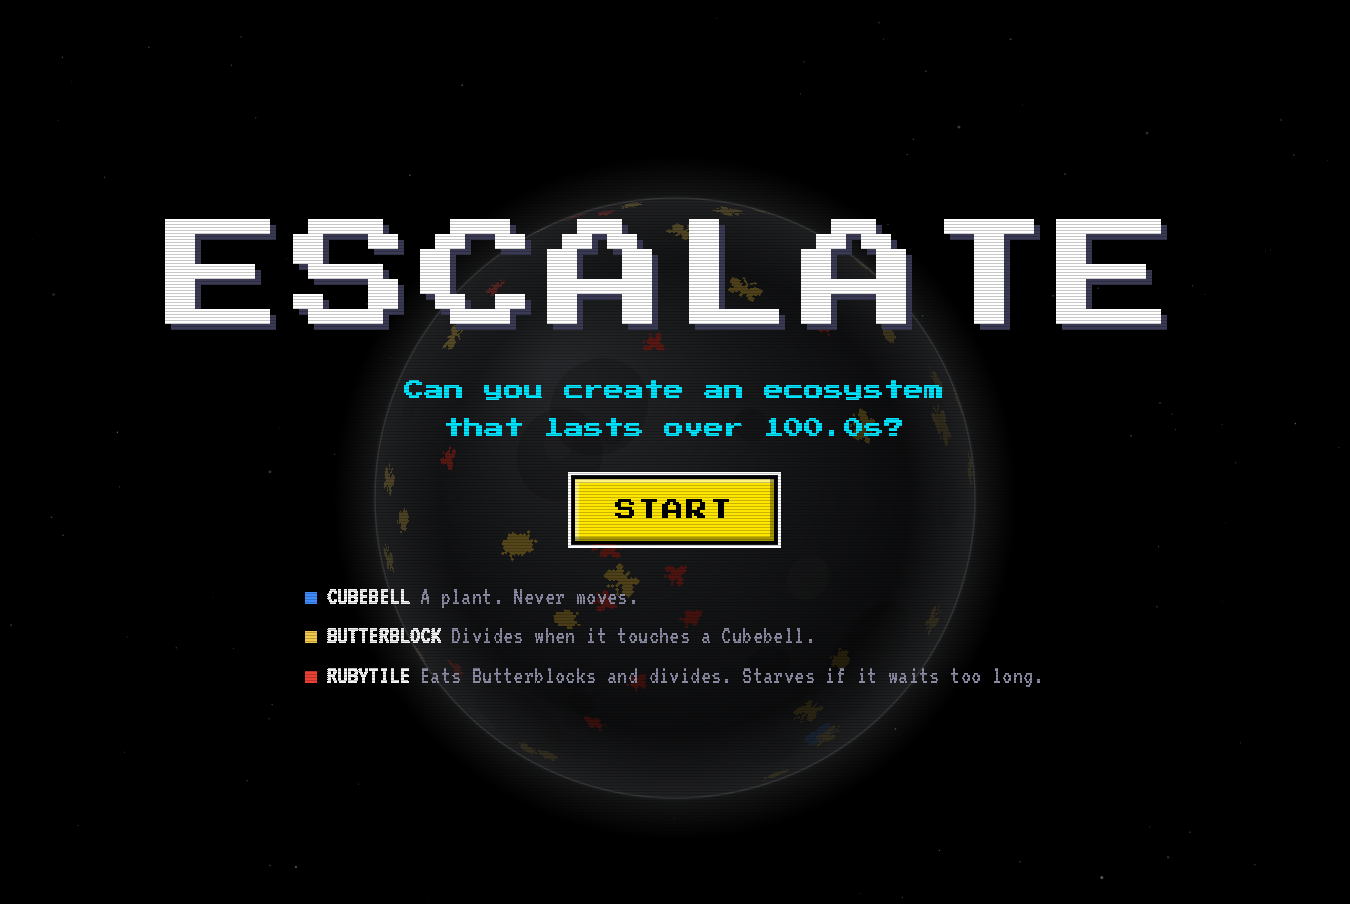 ESCALATE
Can you create an ecosystem
that lasts over 100.0s?
START
CUBEBELL A plant. Never moves.
BUTTERBLOCK Divides when it touches a Cubebell.
RUBYTILE Eats Butterblocks and divides. Starves if it waits too long.